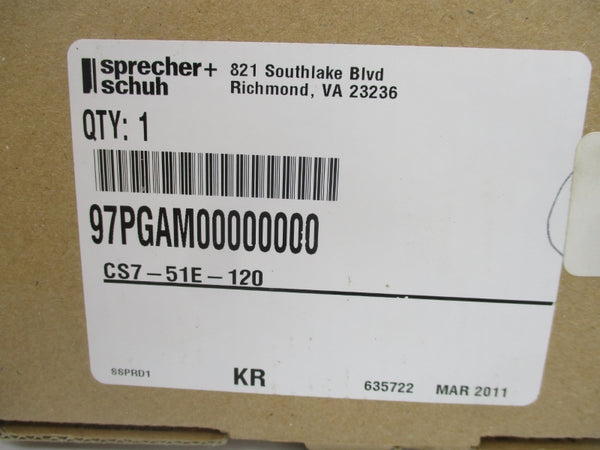 sprecher+
schuh
821 Southlake Blvd
Richmond, VA 23236
QTY: 1
97PGAM00000000
CS7-51E-120
SSPRD1
KR
635722 MAR 2011